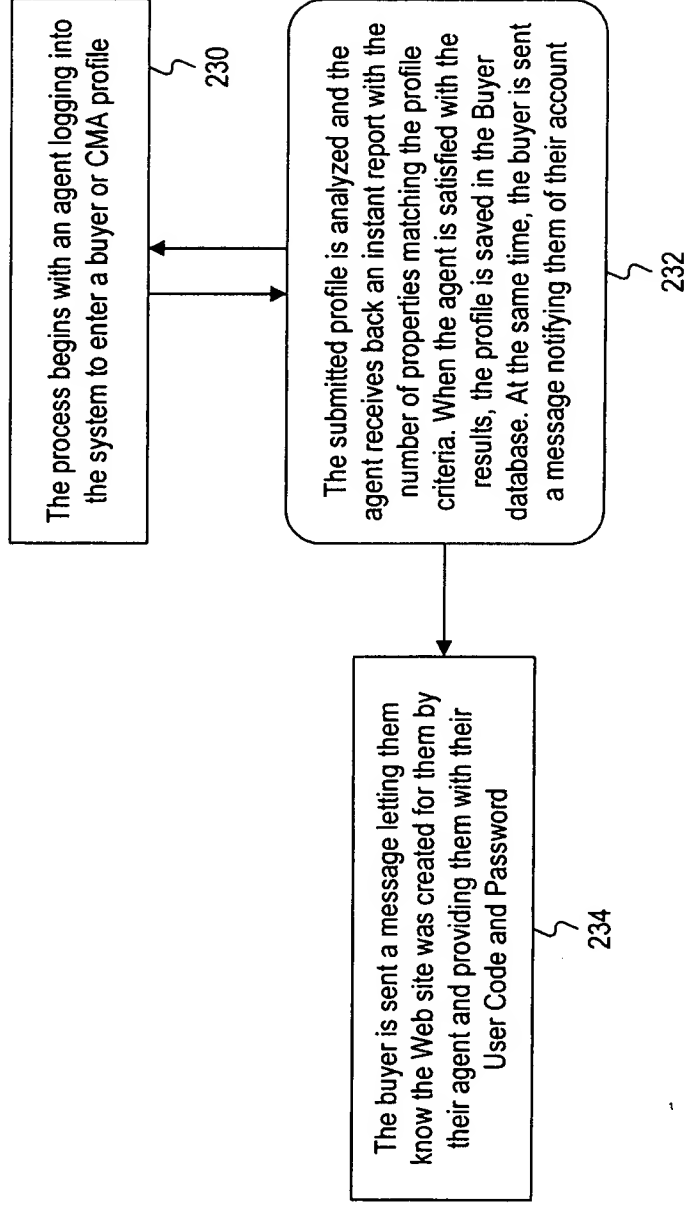 The process begins with an agent logging into
the system to enter a buyer or CMA profile
230
The submitted profile is analyzed and the
agent receives back an instant report with the
number of properties matching the profile
criteria. When the agent is satisfied with the
results, the profile is saved in the Buyer
database. At the same time, the buyer is sent
a message notifying them of their account
232
The buyer is sent a message letting them
know the Web site was created for them by
their agent and providing them with their
User Code and Password
234